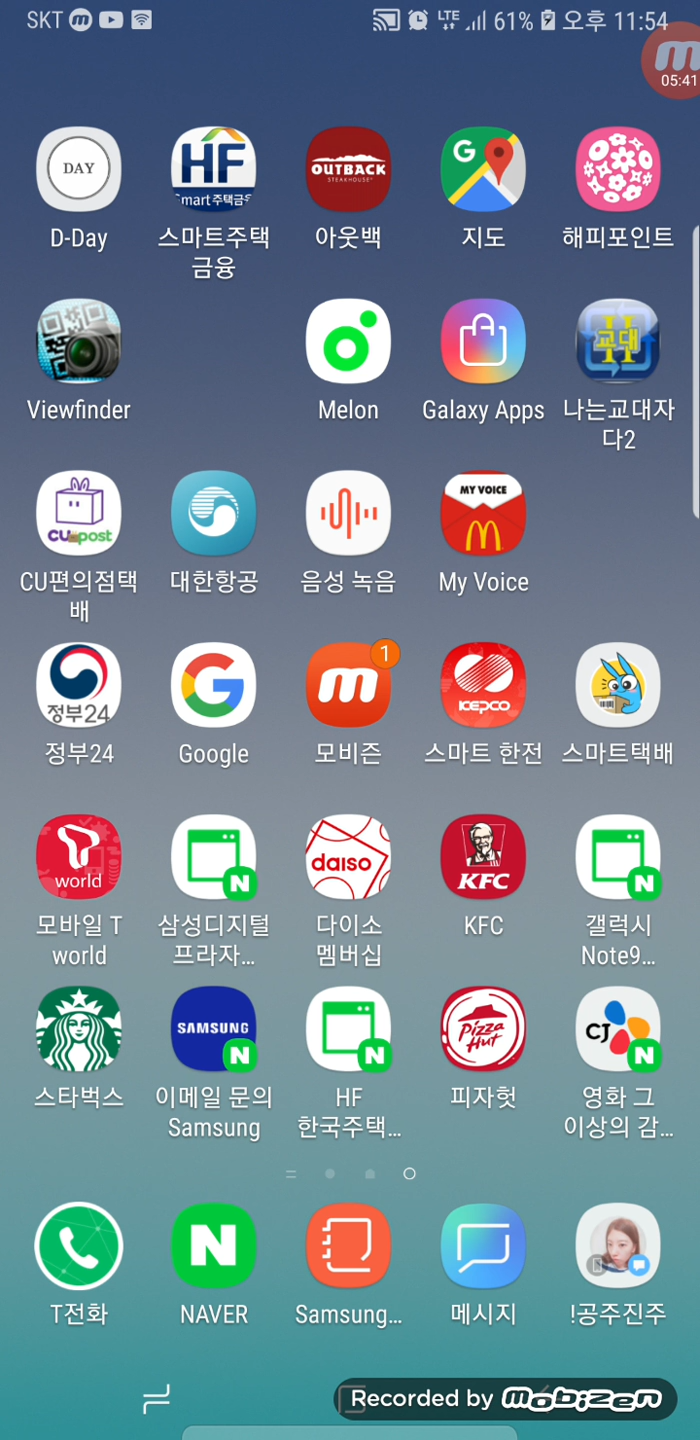 SKT LTE 61% 오후 11:54
05:41
DAY
HF
mart주택금융
OUTBACK
STEAKHOUSE
G
D-Day
스마트주택
금융
아웃백
지도
해피포인트
교대
II
Viewfinder
Melon
Galaxy Apps
나는교대자
다2
CU post
MY VOICE
CU편의점택
배
대한항공
음성 녹음
My Voice
정부24
KEPCO
1
정부24
Google
모비즌
스마트 한전
스마트택배
T world
N
daiso
KFC
N
모바일 T
world
삼성디지털
프라자...
다이소
멤버십
KFC
갤럭시
Note9...
SAMSUNG
N
N
Pizza
Hut
CJ
N
스타벅스
이메일 문의
Samsung
HF
한국주택...
피자헛
영화 그
이상의 감...
N
T전화
NAVER
Samsung...
메시지
!공주진주
Recorded by mobizen